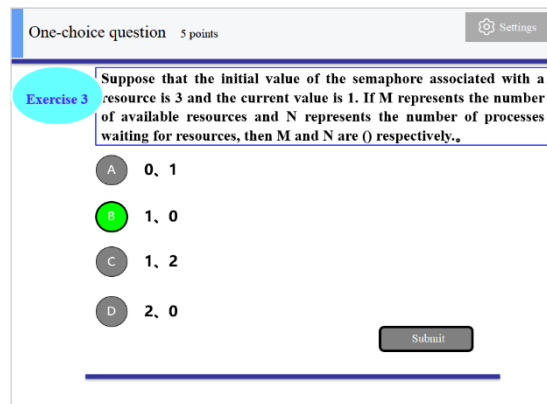 One-choice question 5 points
Settings
Exercise 3
Suppose that the initial value of the semaphore associated with a
resource is 3 and the current value is 1. If M represents the number
of available resources and N represents the number of processes
waiting for resources, then M and N are () respectively.。
A 0、1
B 1、0
C 1、2
D 2、0
Submit